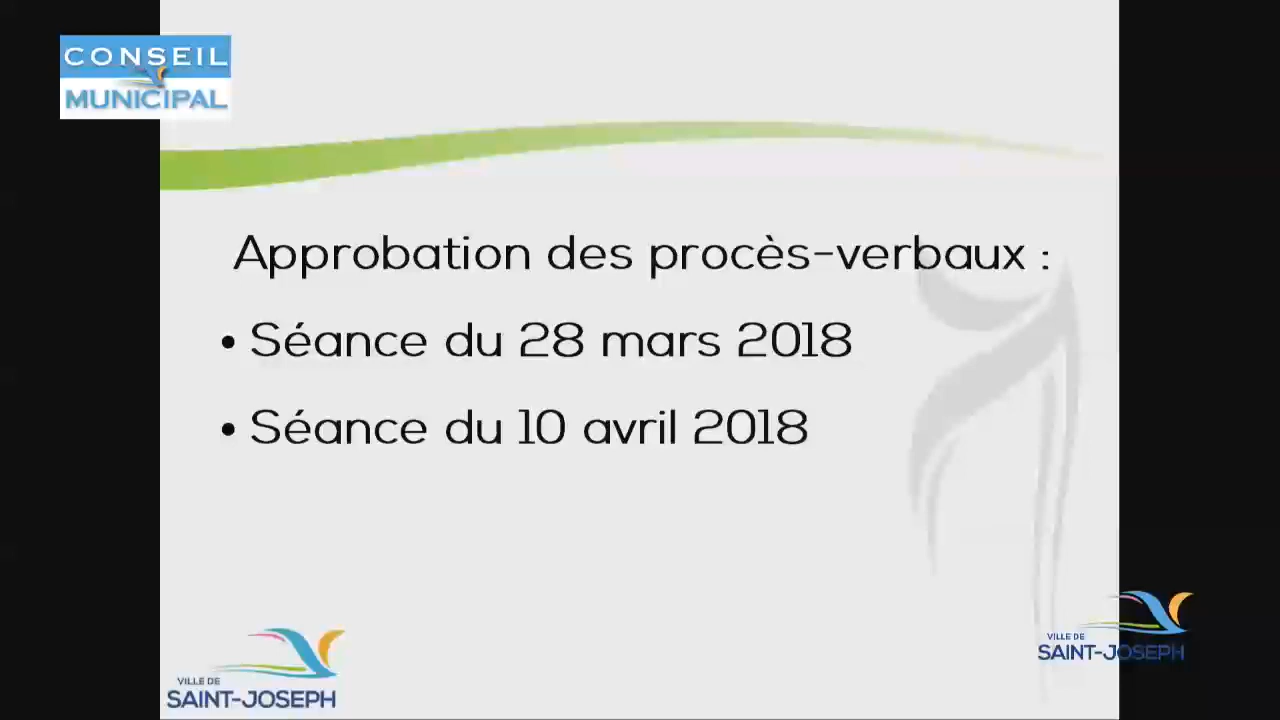 CONSEIL
MUNICIPAL
Approbation des procès-verbaux :
• Séance du 28 mars 2018
• Séance du 10 avril 2018
VILLE DE
SAINT-JOSEPH
VILLE DE
SAINT-JOSEPH